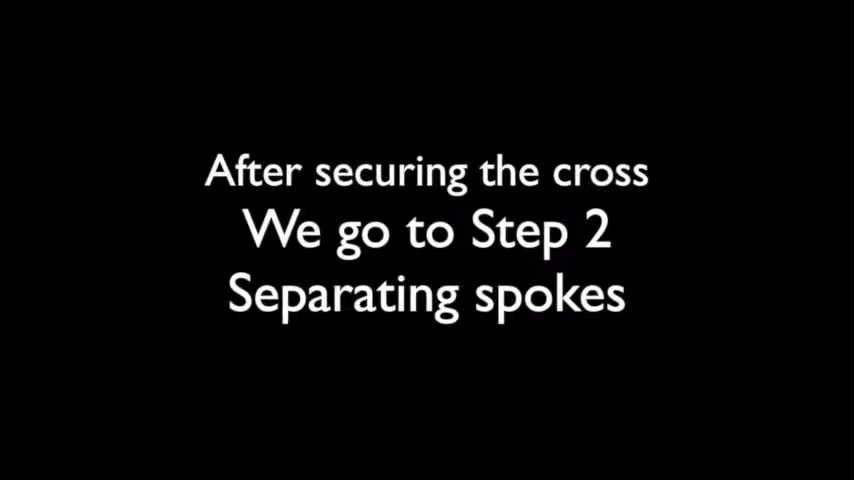 After securing the cross
We go to Step 2
Separating spokes